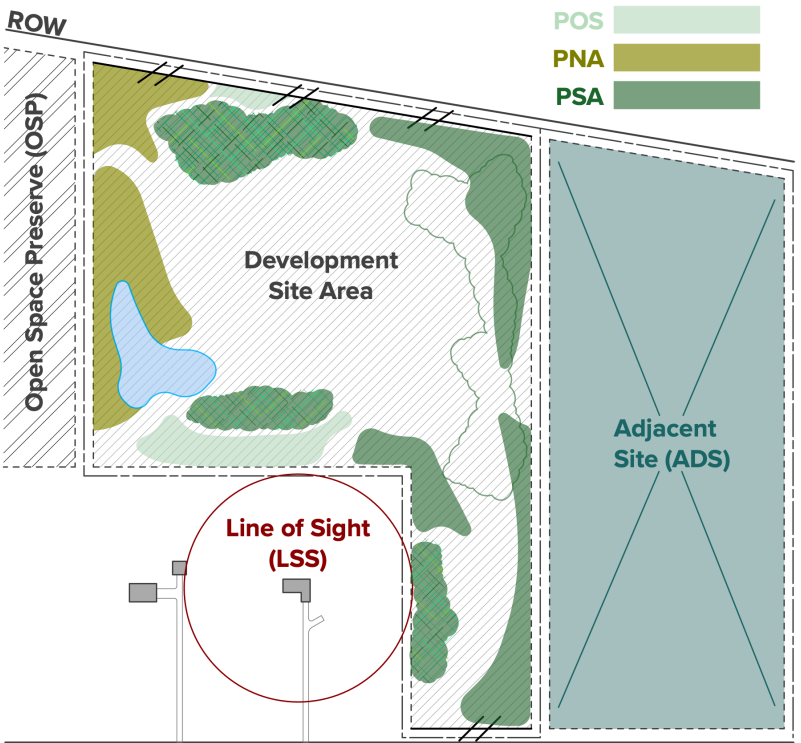 ROW
POS
PNA
PSA
Open Space Preserve (OSP)
Development
Site Area
Adjacent
Site (ADS)
Line of Sight
(LSS)